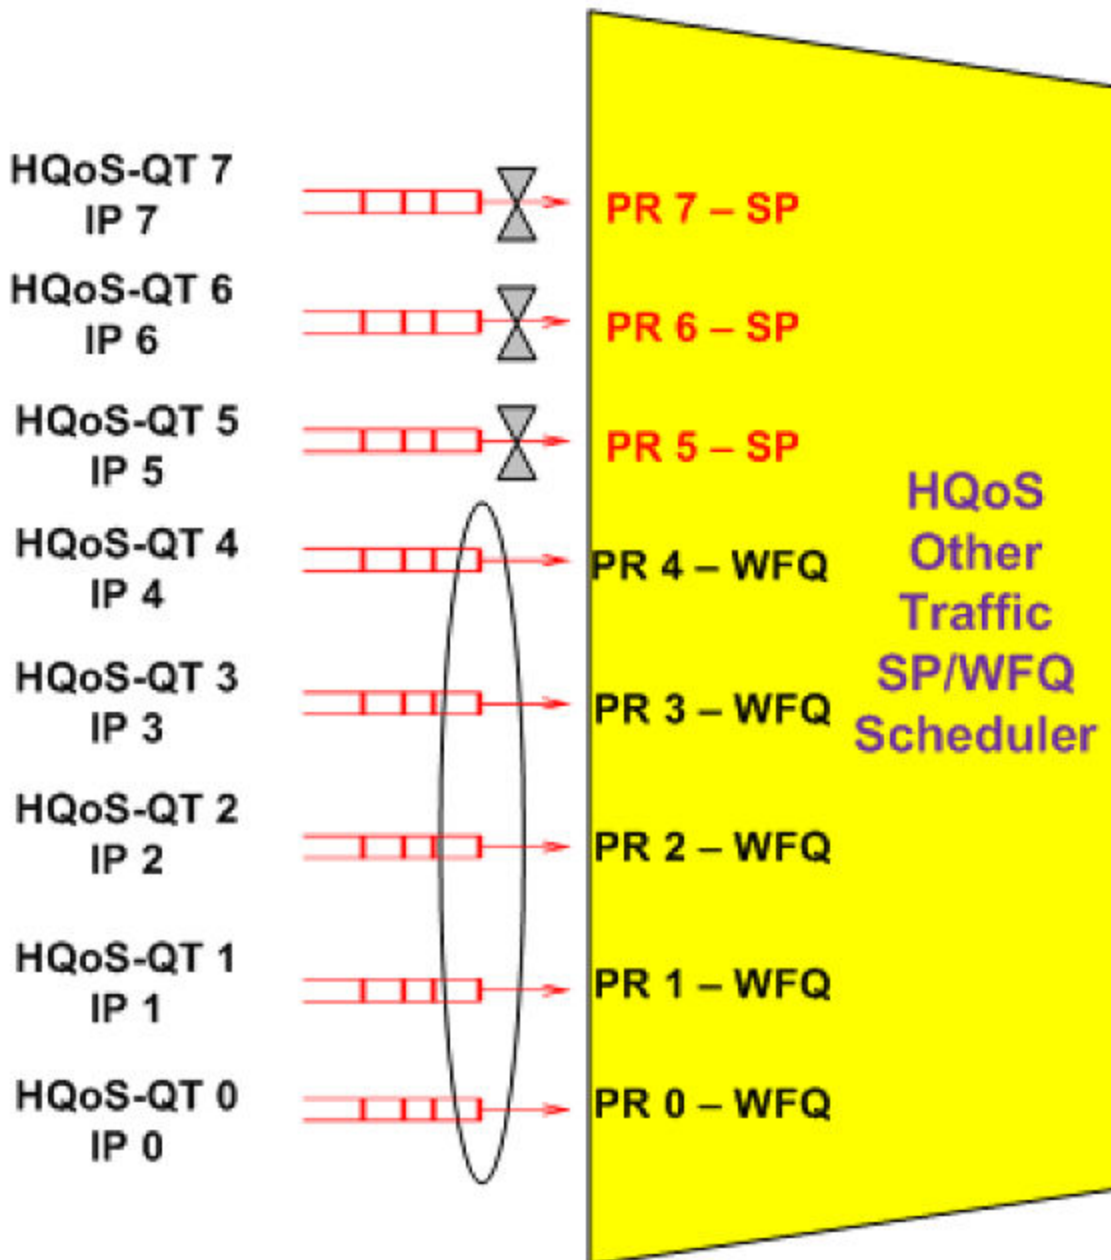 HQoS-QT 7
IP 7
PR 7 – SP
HQoS-QT 6
IP 6
PR 6 – SP
HQoS-QT 5
IP 5
PR 5 – SP
HQoS-QT 4
IP 4
PR 4 – WFQ
HQoS-QT 3
IP 3
PR 3 – WFQ
HQoS-QT 2
IP 2
PR 2 – WFQ
HQoS-QT 1
IP 1
PR 1 – WFQ
HQoS-QT 0
IP 0
PR 0 – WFQ
HQoS
Other
Traffic
SP/WFQ
Scheduler